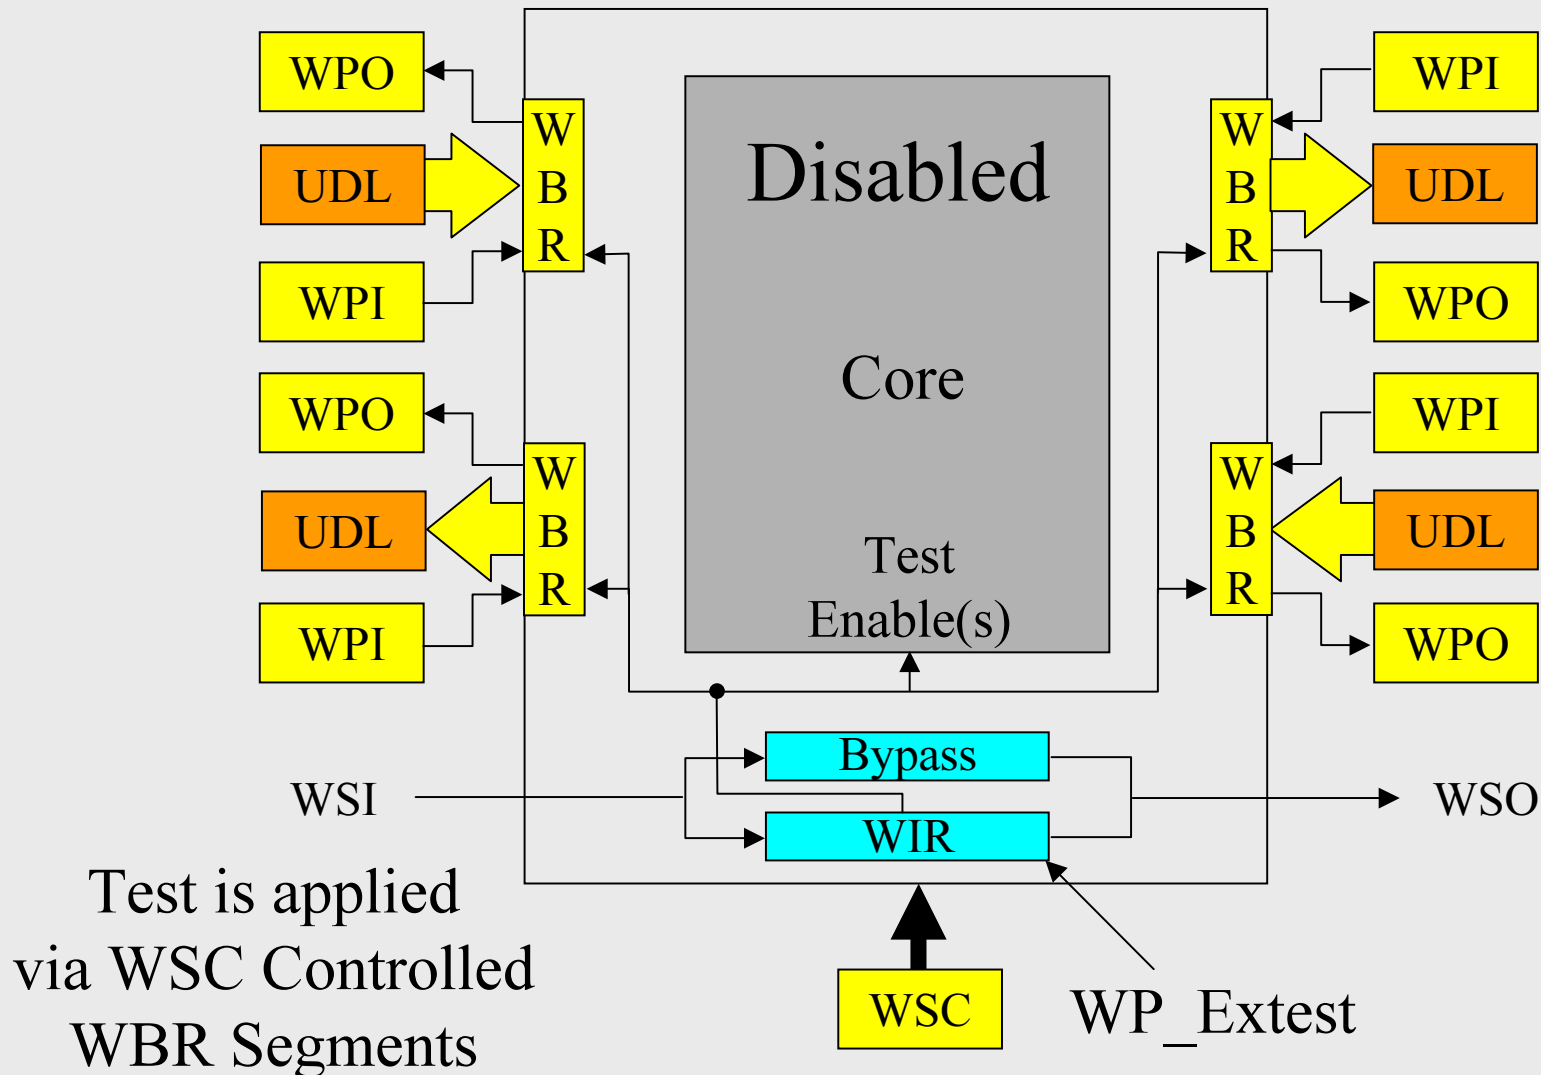 WPO
WPI
Disabled
W
B
R
W
B
R
UDL
UDL
WPI
WPO
Core
WPO
WPI
W
B
R
W
B
R
UDL
UDL
Test
Enable(s)
WPI
WPO
Bypass
WSI
WSO
WIR
Test is applied
via WSC Controlled
WBR Segments
WSC
WP_Extest